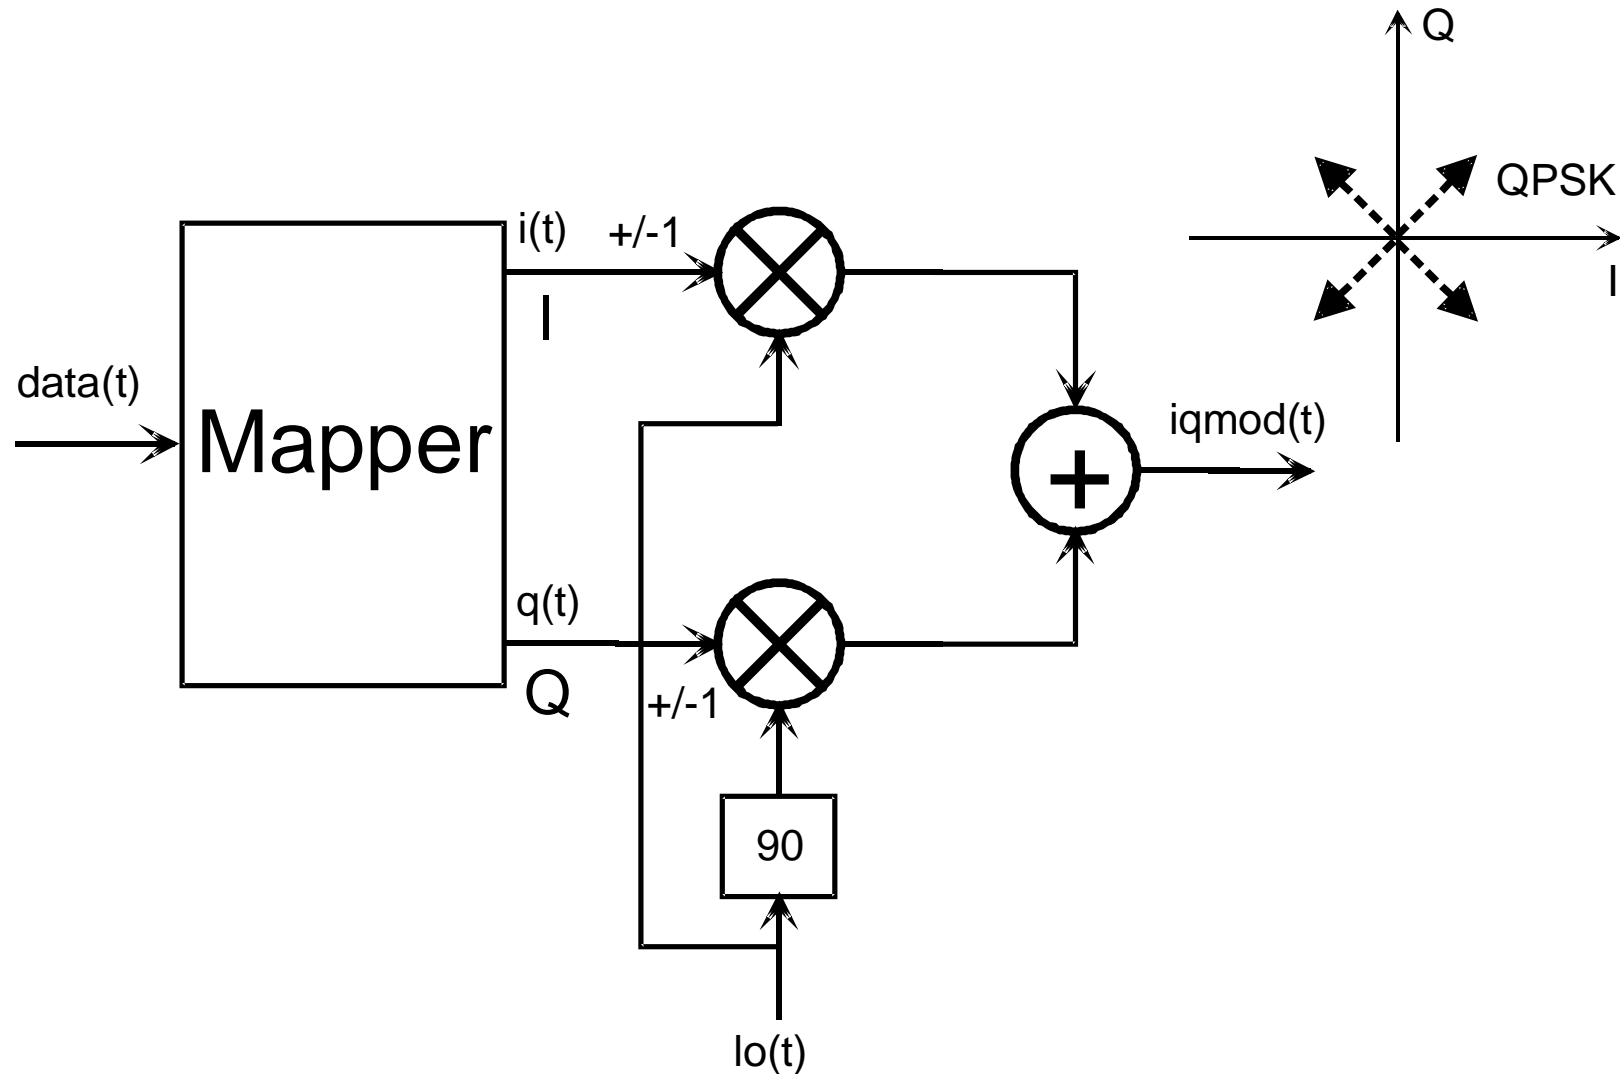 Q
QPSK
I
i(t) +/-1
I
data(t)
Mapper
iqmod(t)
+
q(t)
Q
+/-1
90
lo(t)